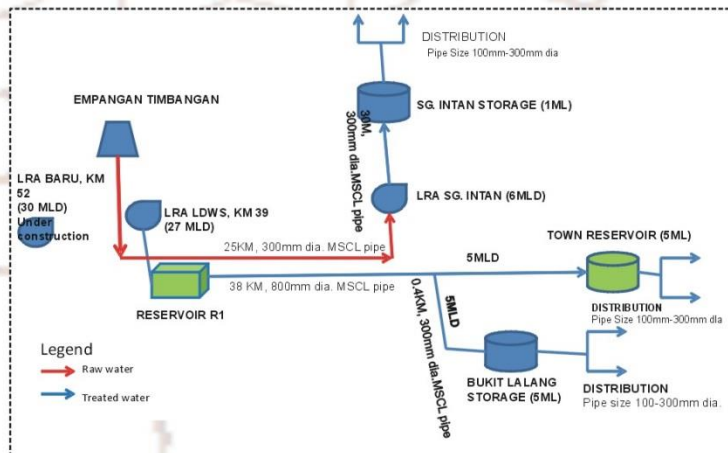 DISTRIBUTION
Pipe Size 100mm-300mm dia
EMPANGAN TIMBANGAN
SG. INTAN STORAGE (1ML)
30M,
300mm dia.MSCL pipe
LRA BARU, KM
52
(30 MLD)
Under
construction
LRA LDWS, KM 39
(27 MLD)
LRA SG. INTAN (6MLD)
25KM, 300mm dia. MSCL pipe
TOWN RESERVOIR (5ML)
5MLD
38 KM, 800mm dia. MSCL pipe
RESERVOIR R1
5MLD
0.4KM, 300mm dia.MSCL pipe
DISTRIBUTION
Pipe Size 100mm-300mm dia
Legend
Raw water
Treated water
BUKIT LALANG
STORAGE (5ML)
DISTRIBUTION
Pipe size 100-300mm dia.